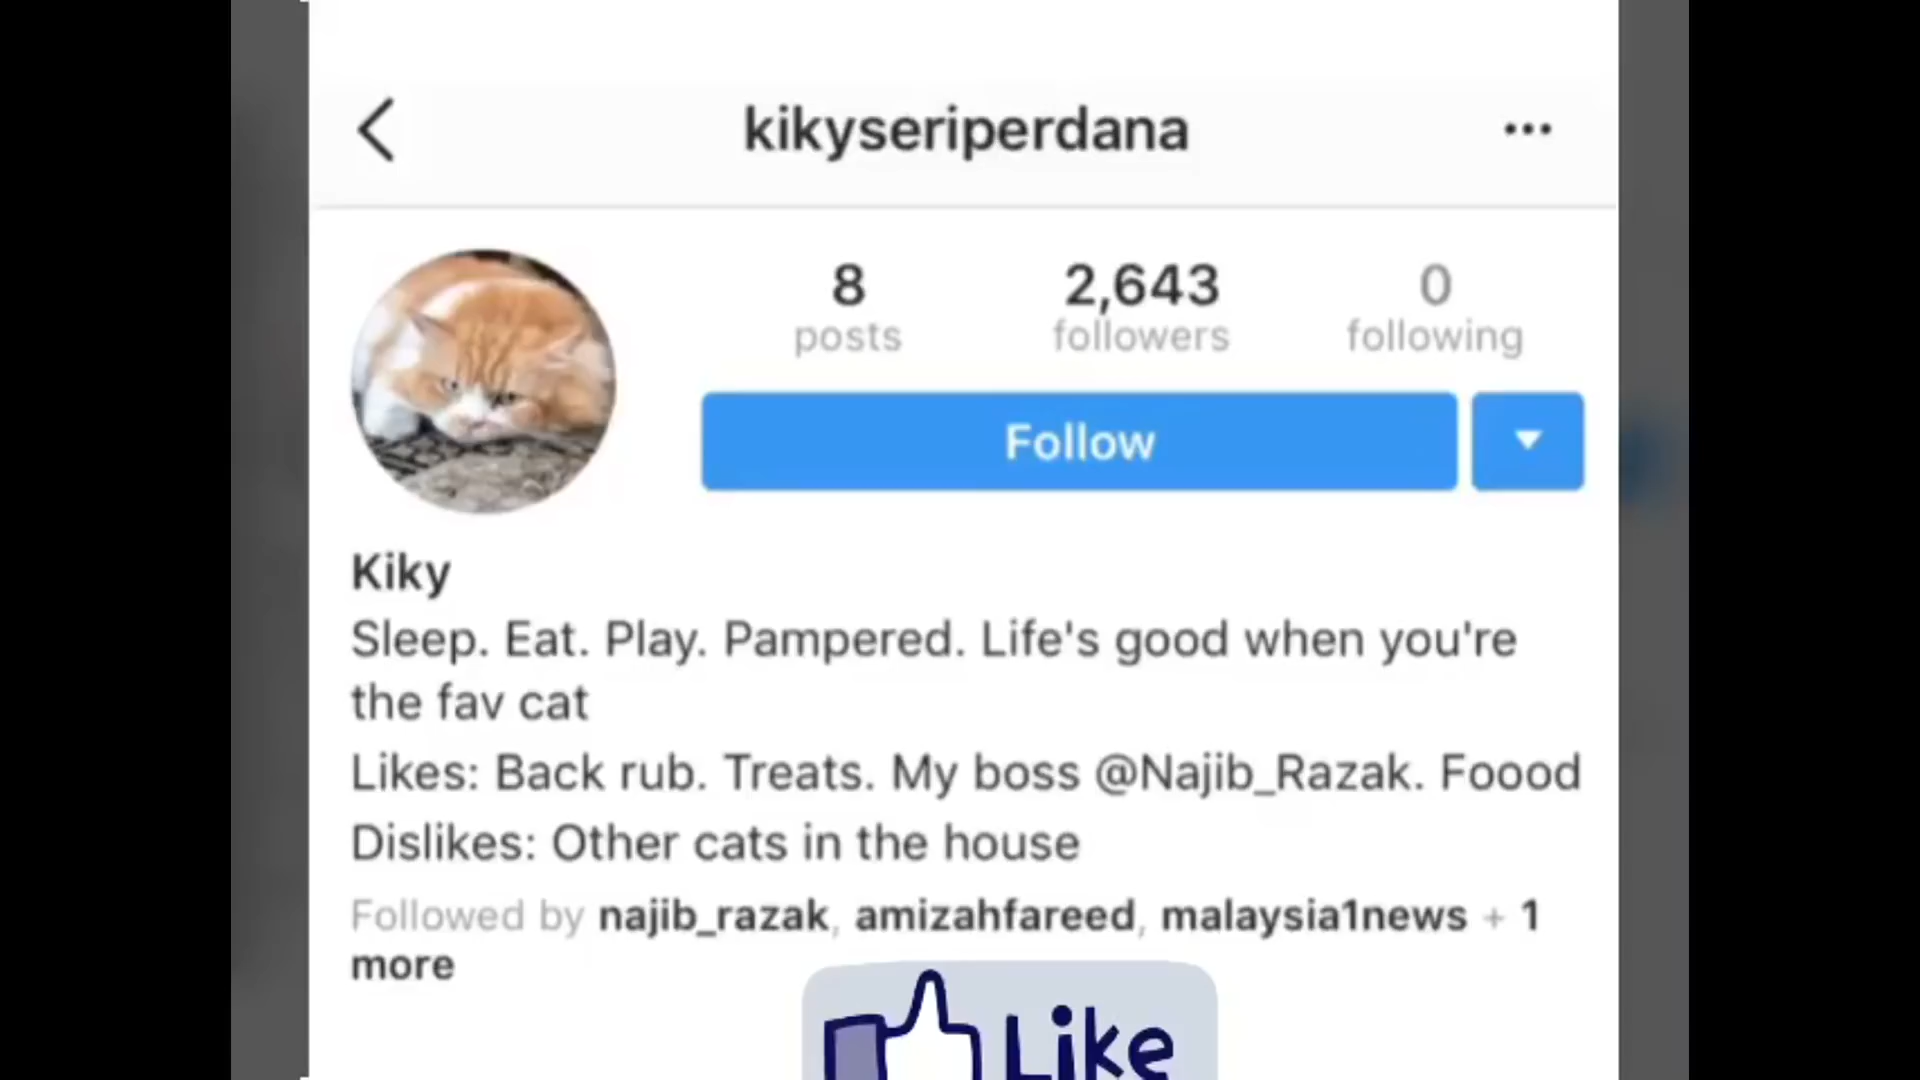 kikyseriperdana
8 2,643 0
posts followers following
Follow
Kiky
Sleep. Eat. Play. Pampered. Life's good when you're
the fav cat
Likes: Back rub. Treats. My boss @Najib_Razak. Foood
Dislikes: Other cats in the house
Followed by najib_razak, amizahfareed, malaysia1news + 1
more
Like